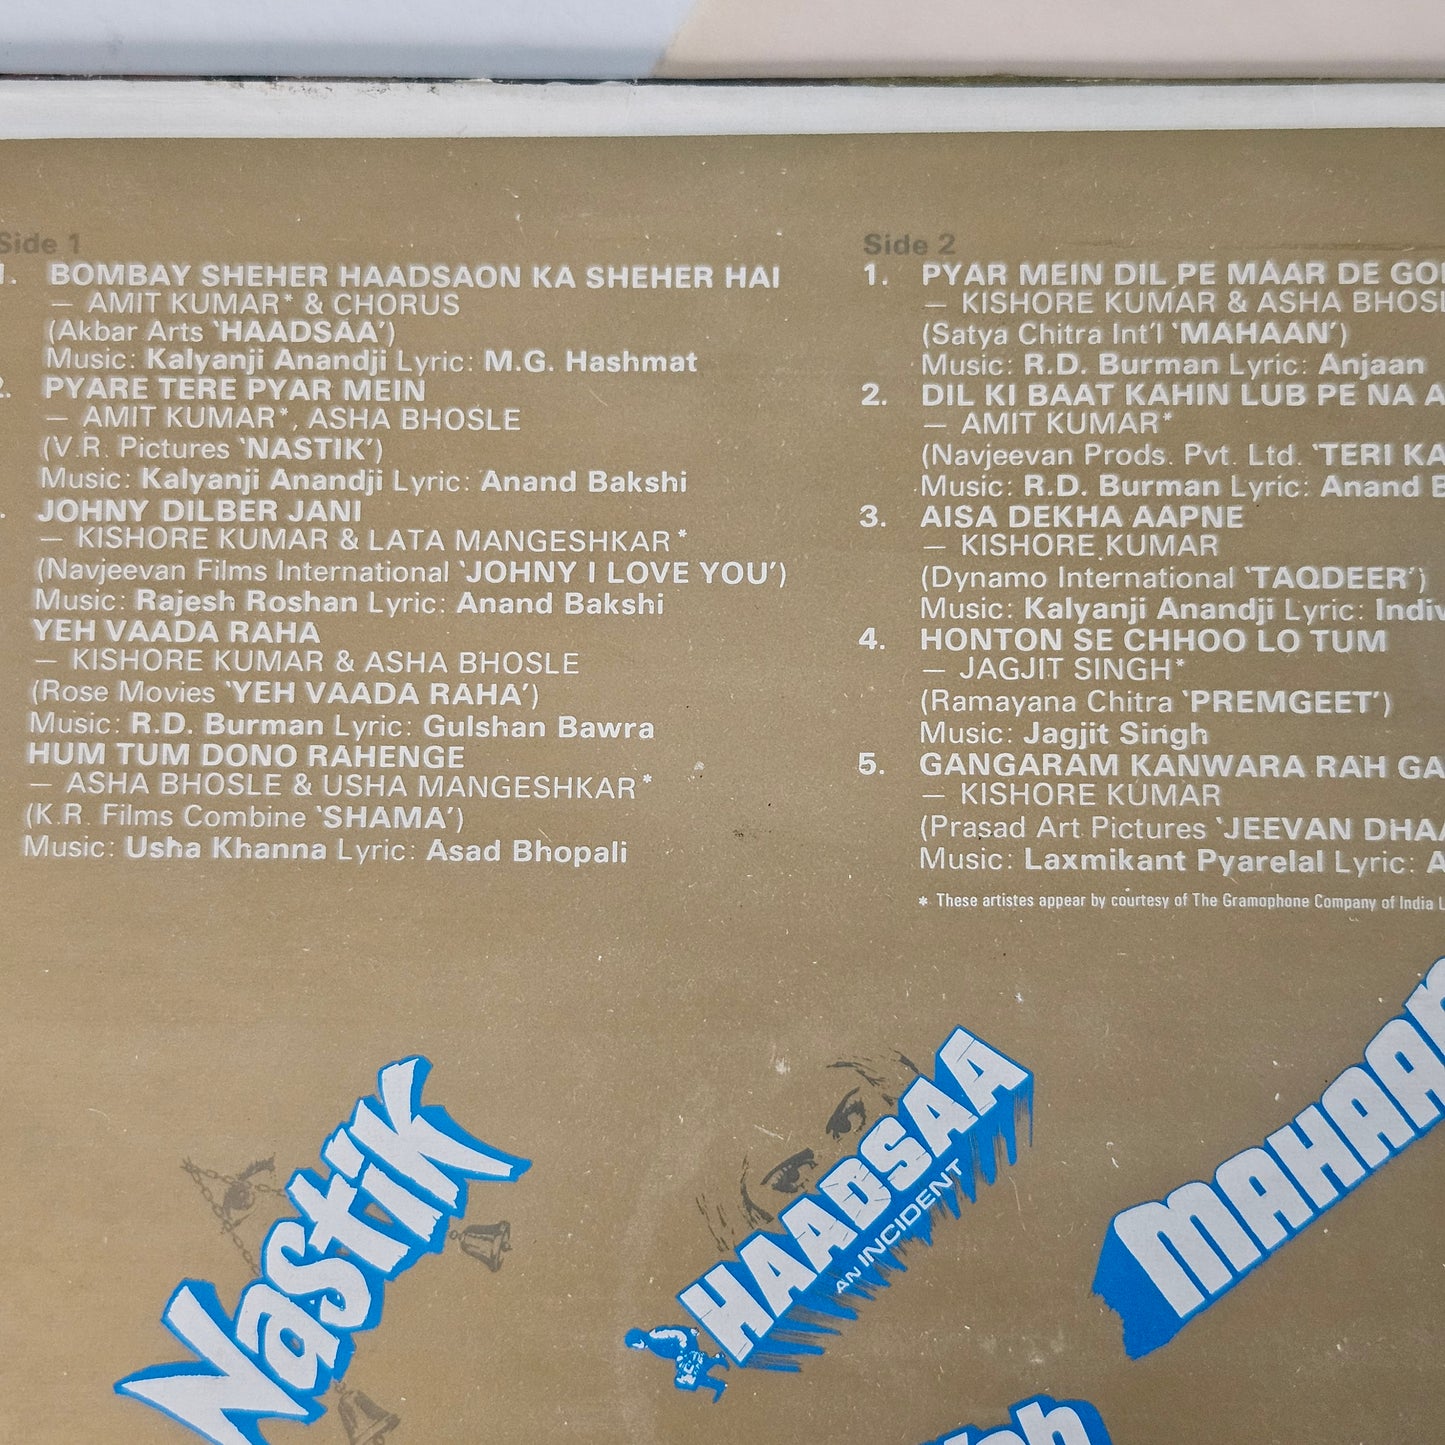 Side 1
1. BOMBAY SHEHER HAADSAON KA SHEHER HAI
— AMIT KUMAR* & CHORUS
(Akbar Arts 'HAADSAA')
Music: Kalyanji Anandji Lyric: M.G. Hashmat
2. PYARE TERE PYAR MEIN
— AMIT KUMAR*, ASHA BHOSLE
(V.R. Pictures 'NASTIK')
Music: Kalyanji Anandji Lyric: Anand Bakshi
JOHNY DILBER JANI
— KISHORE KUMAR & LATA MANGESHKAR*
(Navjeevan Films International 'JOHNY I LOVE YOU')
Music: Rajesh Roshan Lyric: Anand Bakshi
YEH VAADA RAHA
— KISHORE KUMAR & ASHA BHOSLE
(Rose Movies 'YEH VAADA RAHA')
Music: R.D. Burman Lyric: Gulshan Bawra
HUM TUM DONO RAHENGE
— ASHA BHOSLE & USHA MANGESHKAR*
(K.R. Films Combine 'SHAMA')
Music: Usha Khanna Lyric: Asad Bhopali
Side 2
1. PYAR MEIN DIL PE MAAR DE
— KISHORE KUMAR & ASHA
(Satya Chitra Int'l 'MAHAAN')
Music: R.D. Burman Lyric: Anjaan
2. DIL KI BAAT KAHIN LUB PE NA
— AMIT KUMAR*
(Navjeevan Prods. Pvt. Ltd. 'TERI
Music: R.D. Burman Lyric: Anand
3. AISA DEKHA AAPNE
— KISHORE KUMAR
(Dynamo International 'TAQDEER')
Music: Kalyanji Anandji Lyric:
4. HONTON SE CHHOO LO TUM
— JAGJIT SINGH*
(Ramayana Chitra 'PREMGEET')
Music: Jagjit Singh
5. GANGARAM KANWARA RAH
— KISHORE KUMAR
(Prasad Art Pictures 'JEEVAN
Music: Laxmikant Pyarelal Lyric:
* These artistes appear by courtesy of The Gramophone Company of India
Nastik
HAADSAA
AN INCIDENT
MAHAAN